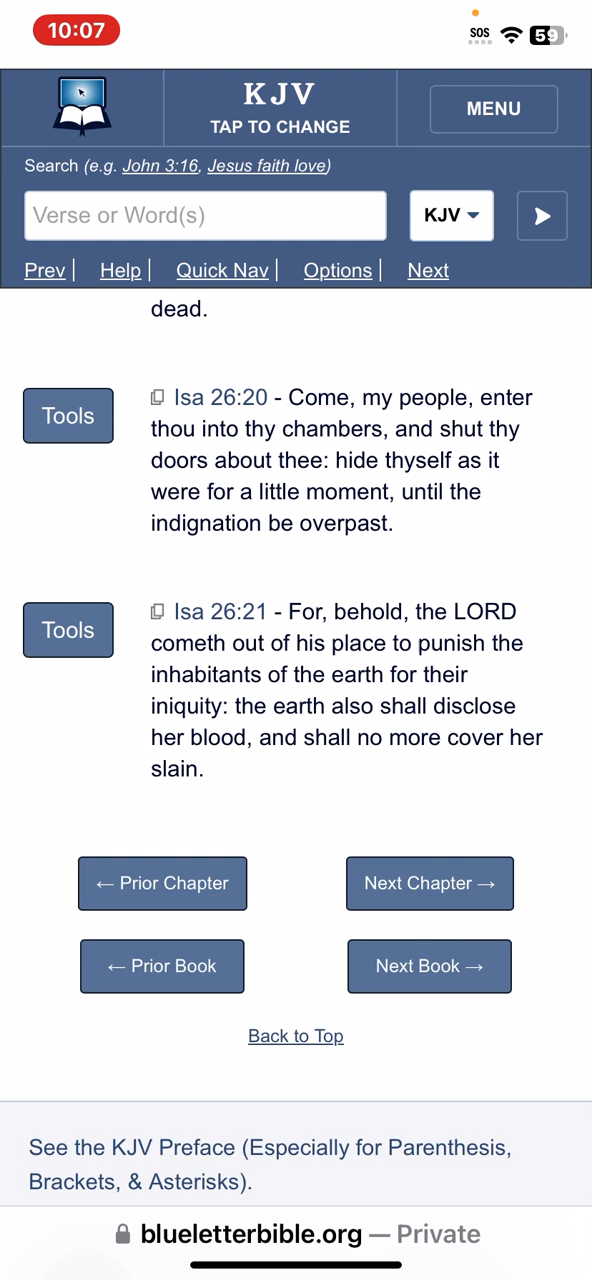 10:07
SOS
59
KJV
TAP TO CHANGE
MENU
Search (e.g. John 3:16, Jesus faith love)
Verse or Word(s)
KJV
Prev | Help | Quick Nav | Options | Next
dead.
Tools
Isa 26:20 - Come, my people, enter
thou into thy chambers, and shut thy
doors about thee: hide thyself as it
were for a little moment, until the
indignation be overpast.
Tools
Isa 26:21 - For, behold, the LORD
cometh out of his place to punish the
inhabitants of the earth for their
iniquity: the earth also shall disclose
her blood, and shall no more cover her
slain.
← Prior Chapter
Next Chapter →
← Prior Book
Next Book →
Back to Top
See the KJV Preface (Especially for Parenthesis,
Brackets, & Asterisks).
blueletterbible.org — Private